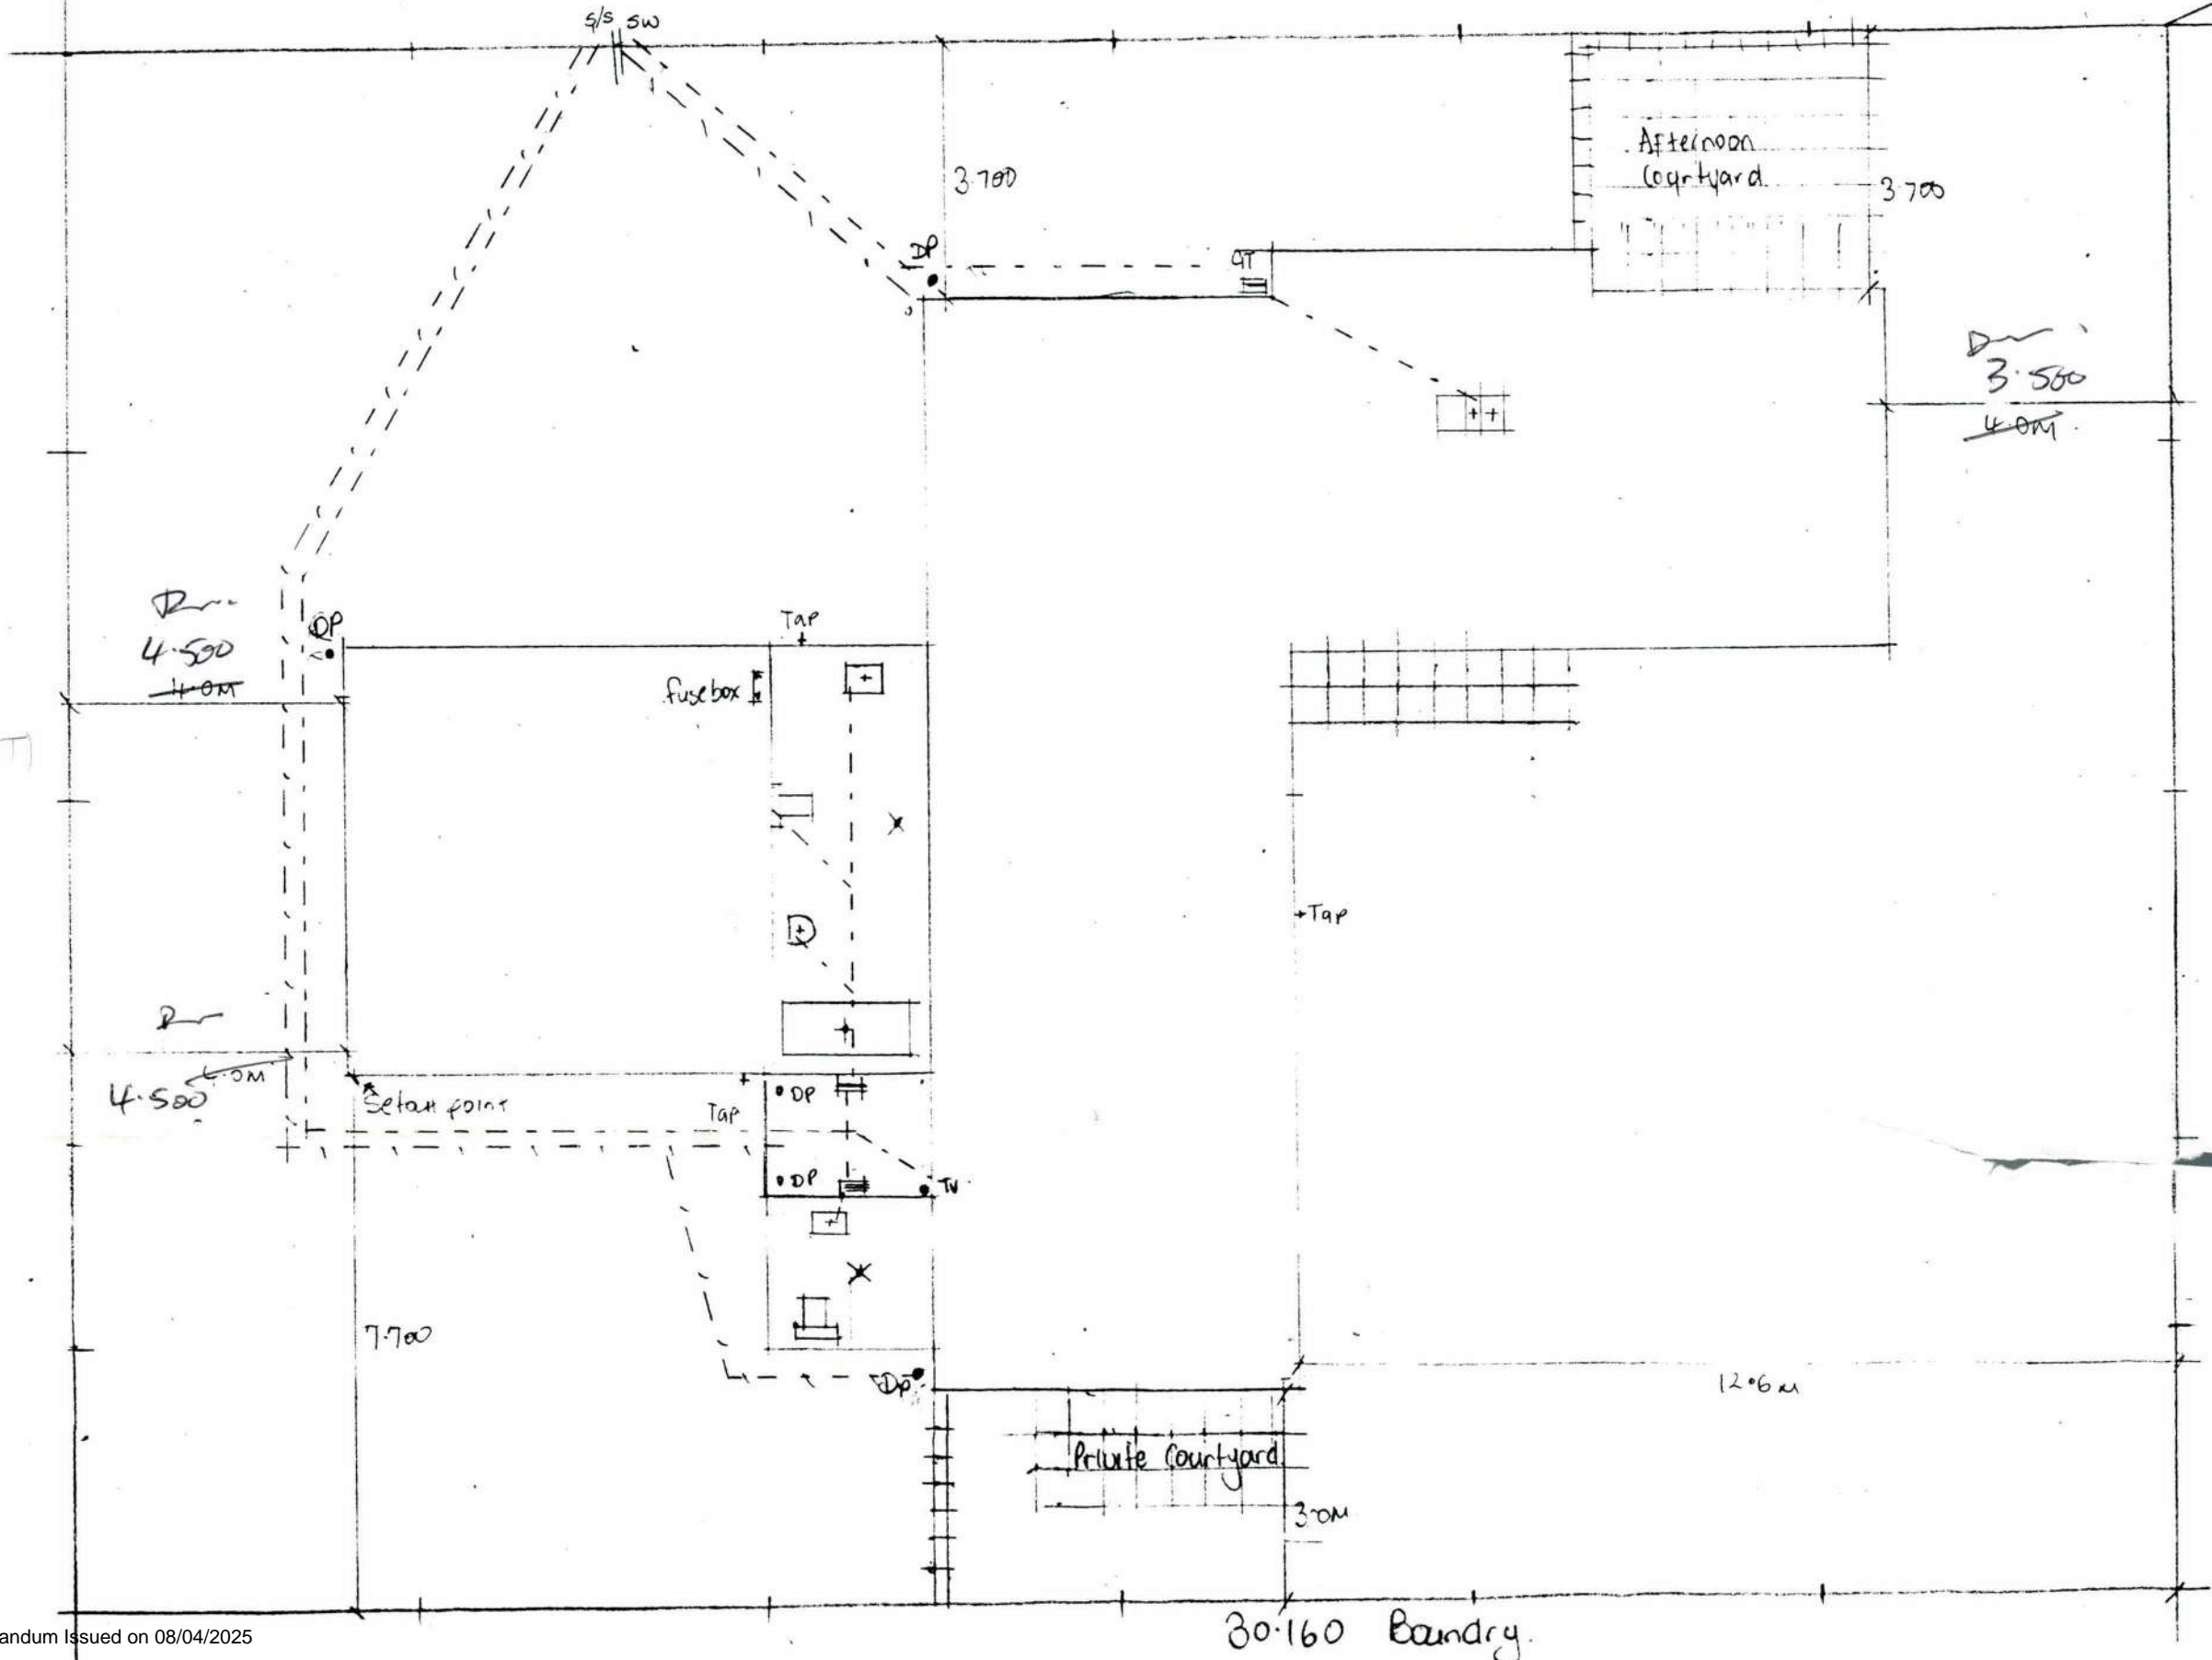 S/S SW
3.700
Afternoon
Courtyard
3.700
DP
GT
3.500
4.0M
DP
Tap
4.500
4.0M
fusebox
Tap
4.0M
4.500
Setout point
Tap
DP
DP
TV
7.700
DP
12.6M
Private Courtyard
3.0M
30.160 Boundry.
andum Issued on 08/04/2025